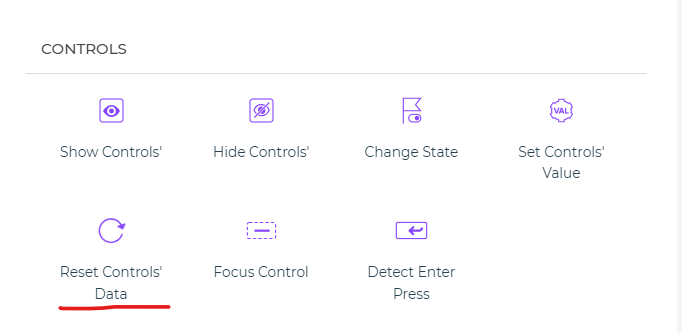 CONTROLS
VAL
Show Controls'
Hide Controls'
Change State
Set Controls'
Value
Reset Controls'
Data
Focus Control
Detect Enter
Press